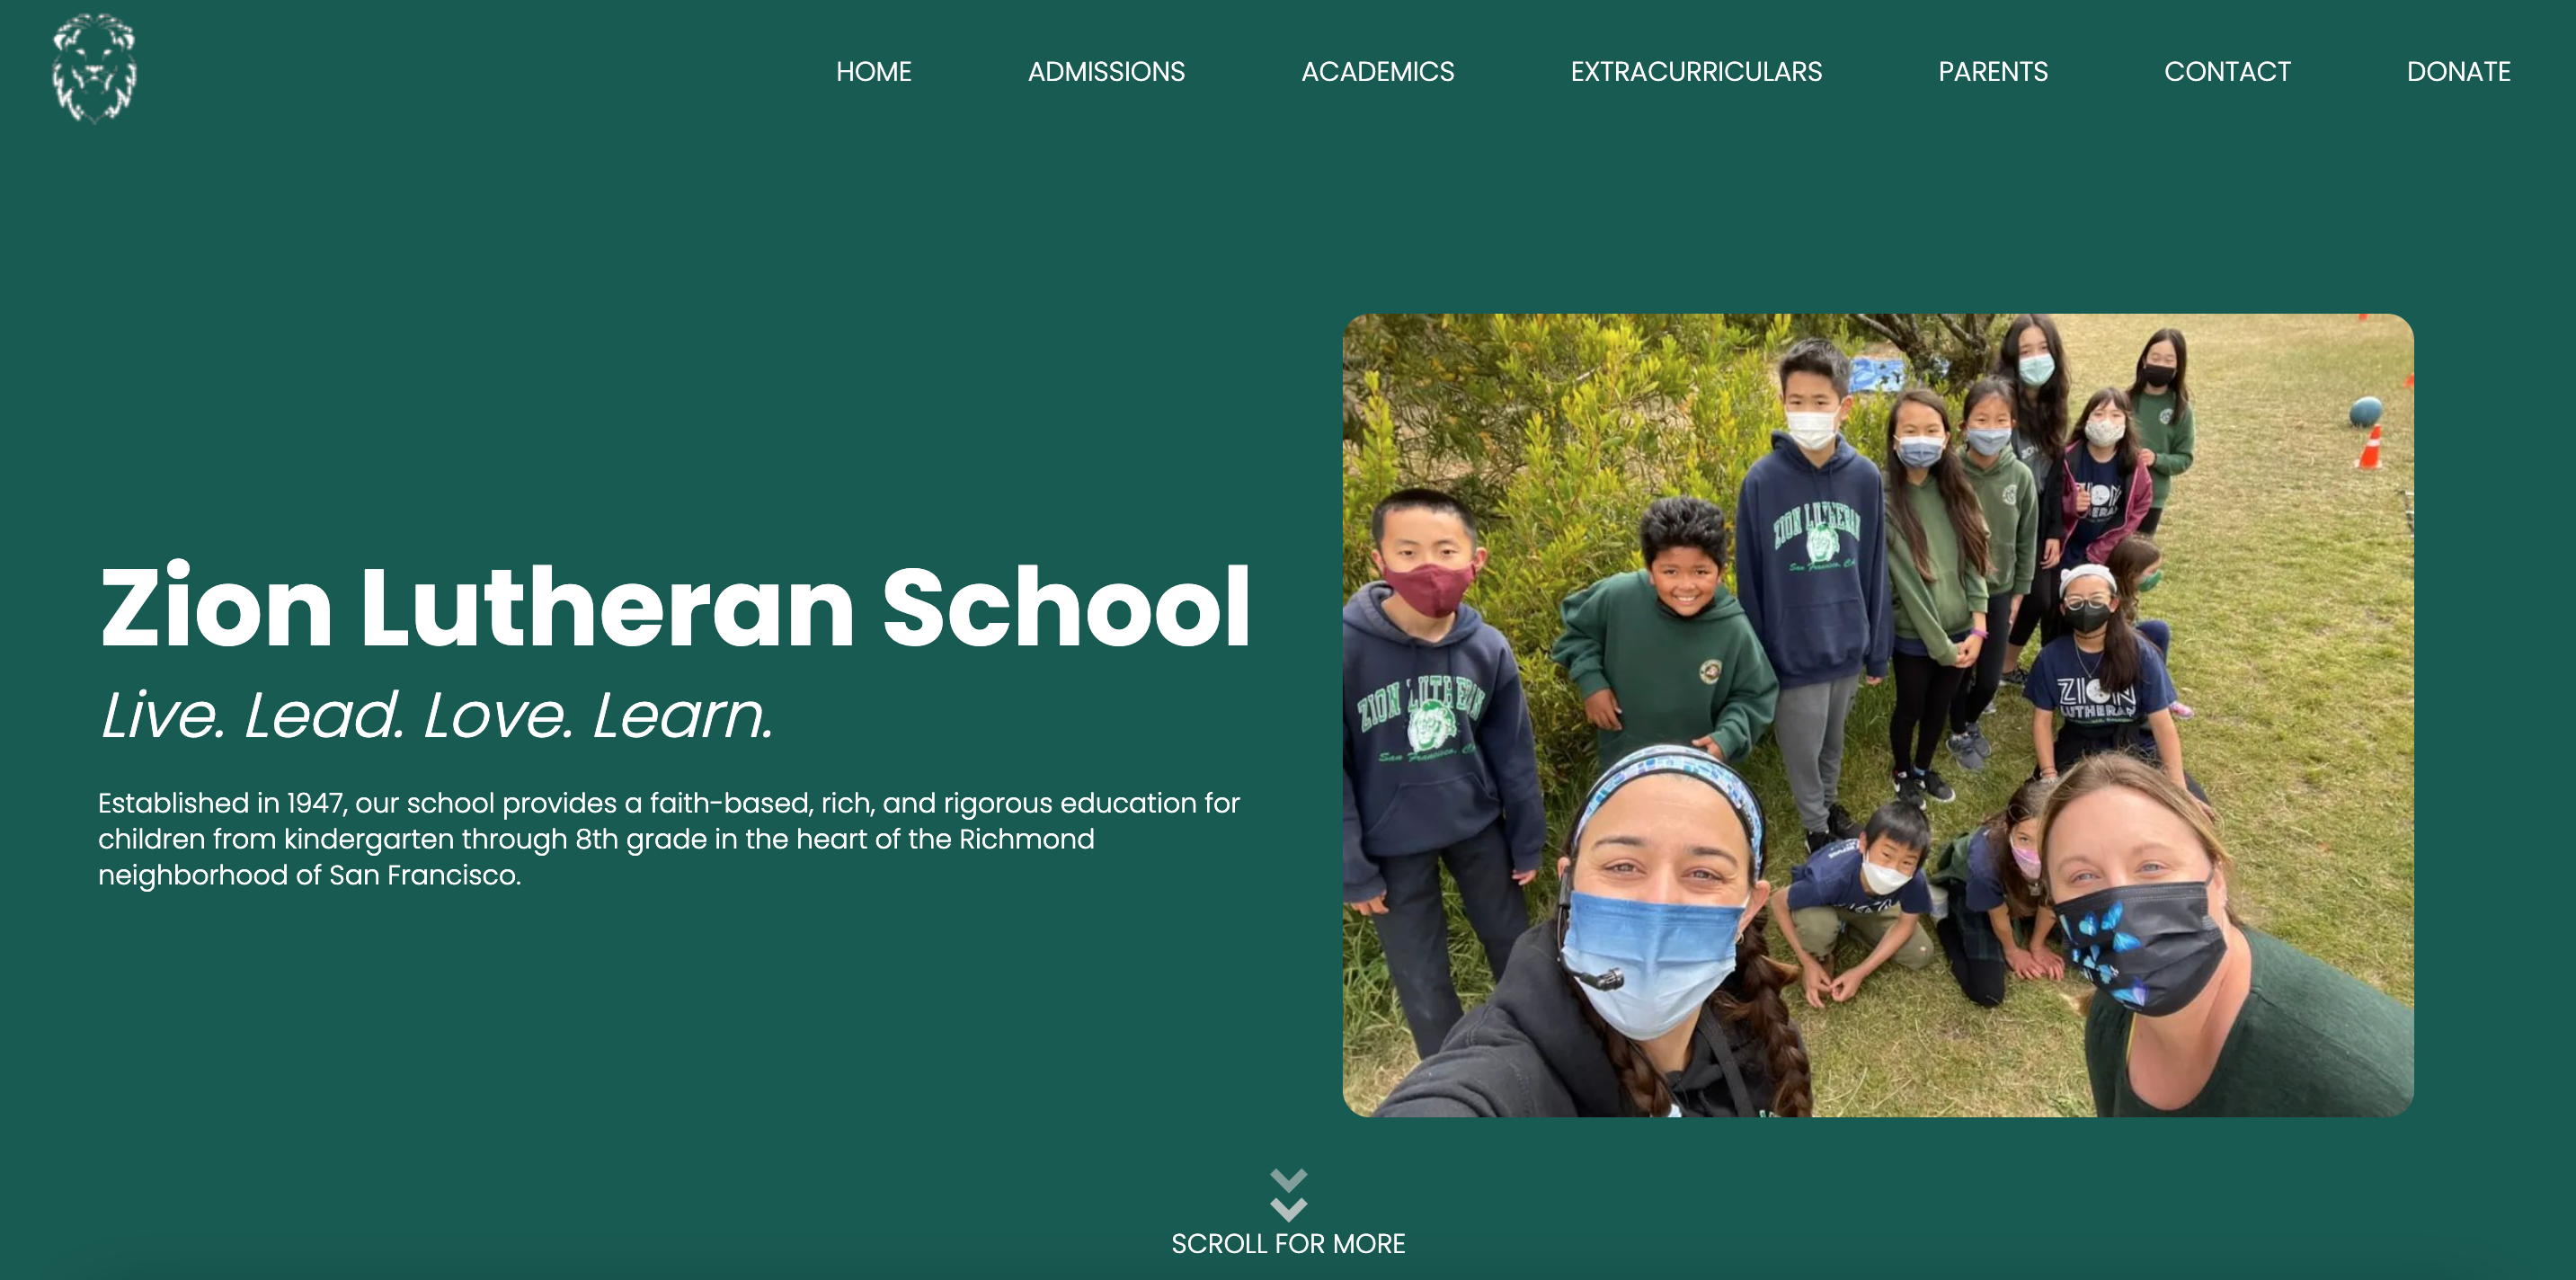 HOME ADMISSIONS ACADEMICS EXTRACURRICULARS PARENTS CONTACT DONATE
Zion Lutheran School
Live. Lead. Love. Learn.
Established in 1947, our school provides a faith-based, rich, and rigorous education for
children from kindergarten through 8th grade in the heart of the Richmond
neighborhood of San Francisco.
ZION LUTHERAN
San Francisco, Ca
ZION LUTHERAN
San Francisco, Ca
ZION
ZION
LUTHERAN
SCROLL FOR MORE